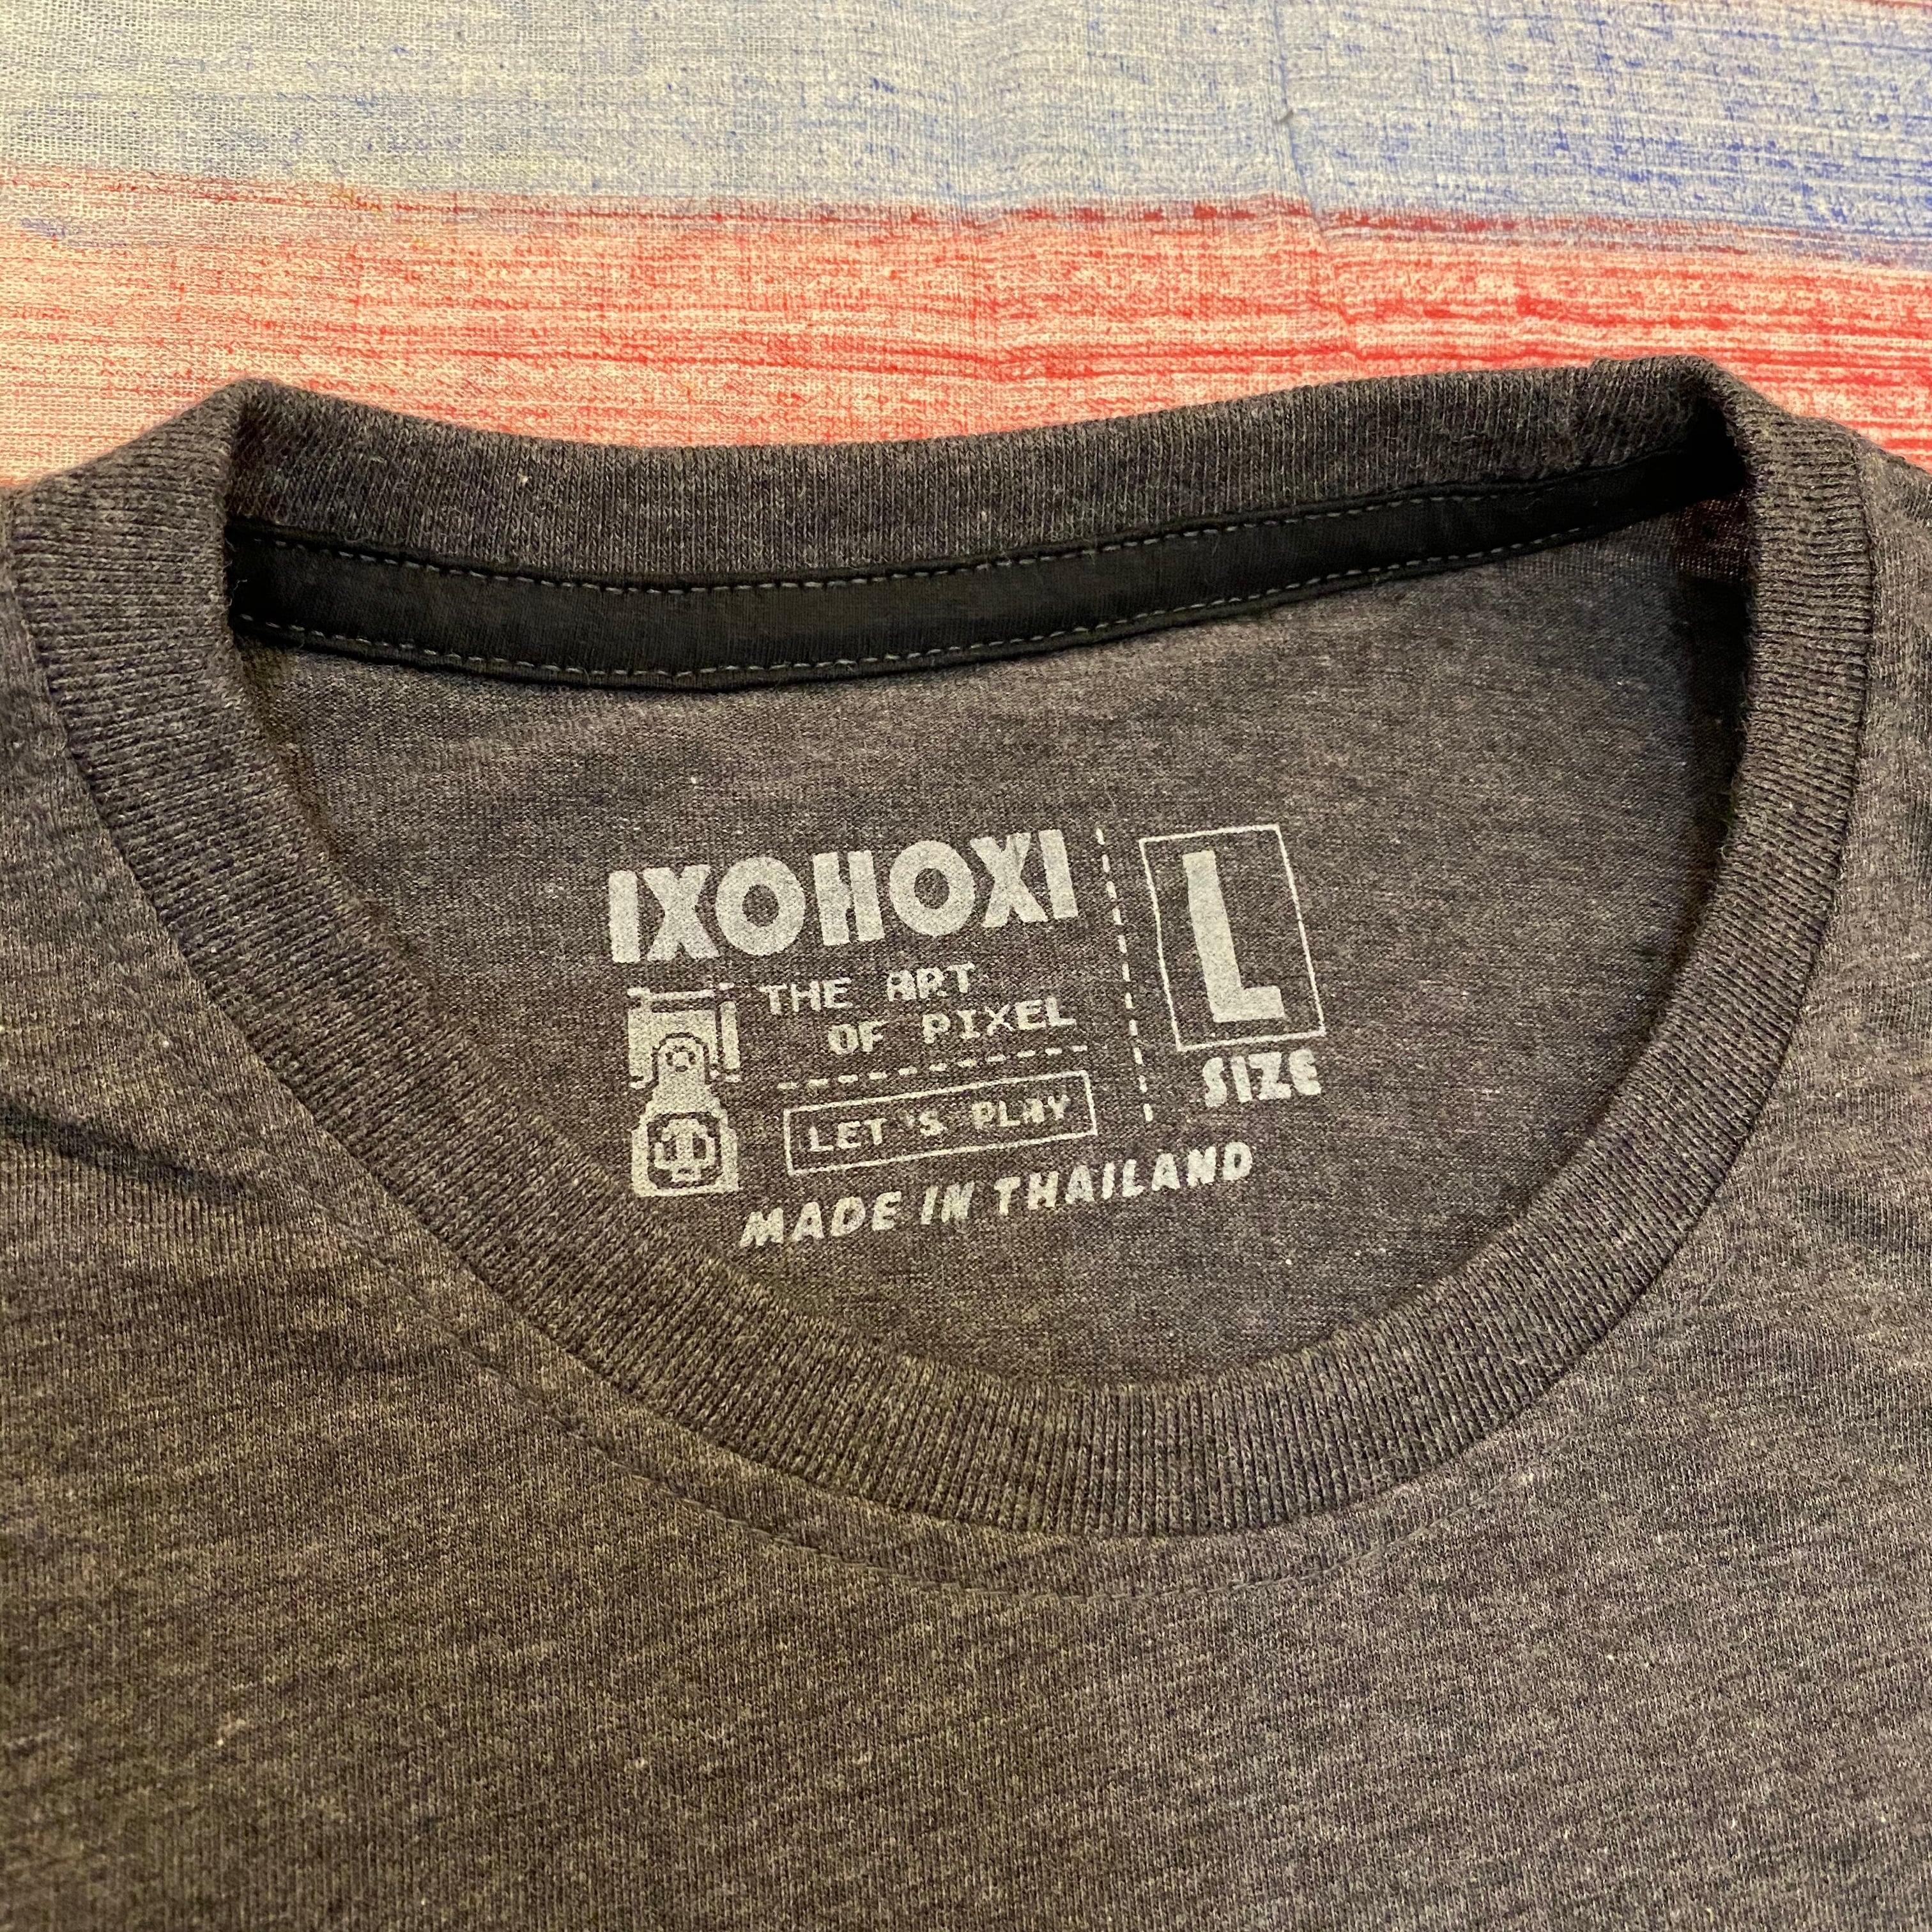 IXOHOXI
THE ART
OF PIXEL
LET'S PLAY
L
SIZE
MADE IN THAILAND